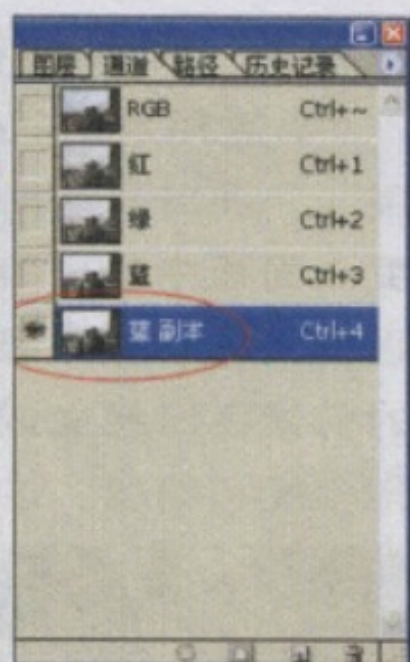 图层 通道 路径 历史记录
RGB Ctrl+~
红 Ctrl+1
绿 Ctrl+2
蓝 Ctrl+3
蓝 副本 Ctrl+4